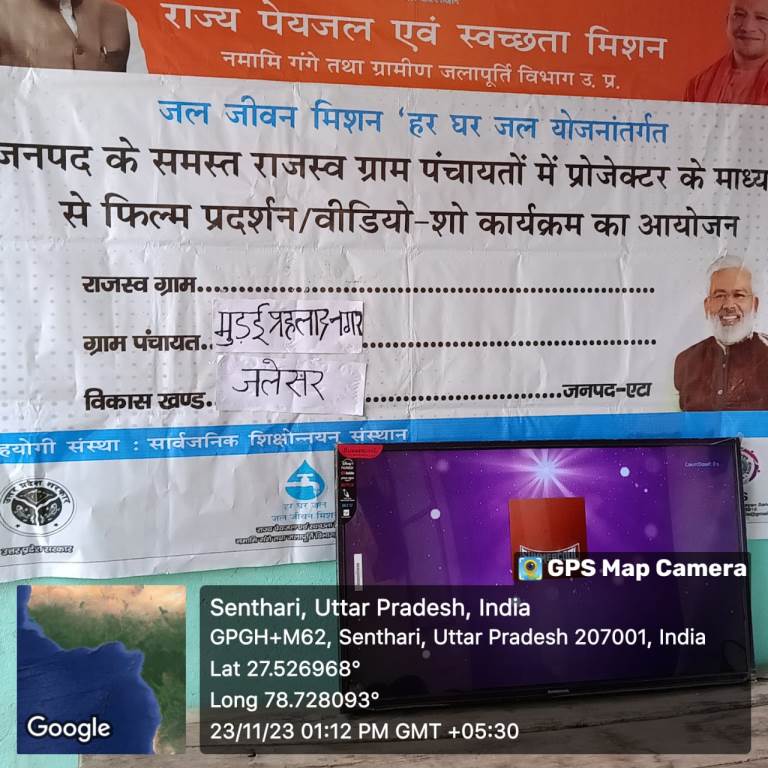 राज्य पेयजल एवं स्वच्छता मिशन
नमामि गंगे तथा ग्रामीण जलापूर्ति विभाग उ. प्र.
जल जीवन मिशन 'हर घर जल योजनांतर्गत
जनपद के समस्त राजस्व ग्राम पंचायतों में प्रोजेक्टर के माध्य
से फिल्म प्रदर्शन/वीडियो-शो कार्यक्रम का आयोजन
राजस्व ग्राम
ग्राम पंचायत.. मुड़ई प्रहलादनगर
विकास खण्ड. जलेसर जनपद-एटा
हयोगी संस्था : सार्वजनिक शिक्षोन्नयन संस्थान
उत्तर प्रदेश सरकार
हर घर जल
जल जीवन मिशन
GPS Map Camera
Senthari, Uttar Pradesh, India
GPGH+M62, Senthari, Uttar Pradesh 207001, India
Lat 27.526968°
Long 78.728093°
23/11/23 01:12 PM GMT +05:30
Google